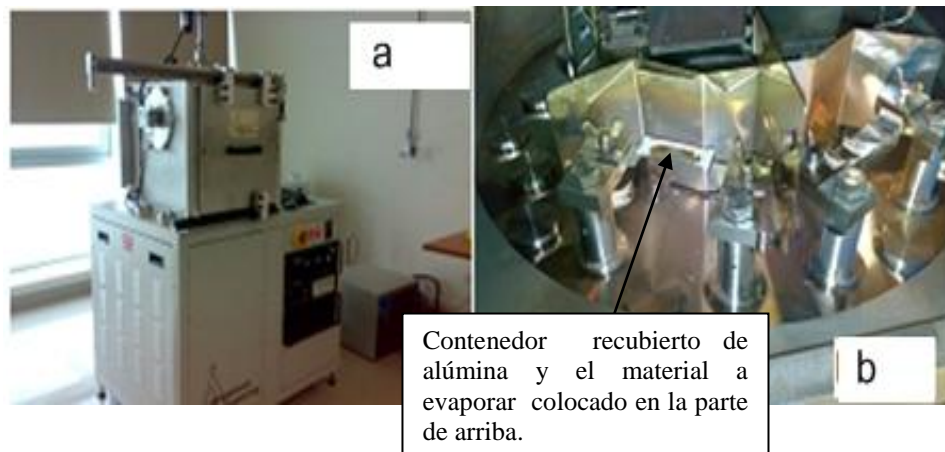 a
Contenedor recubierto de
alúmina y el material a
evaporar colocado en la parte
de arriba.
b